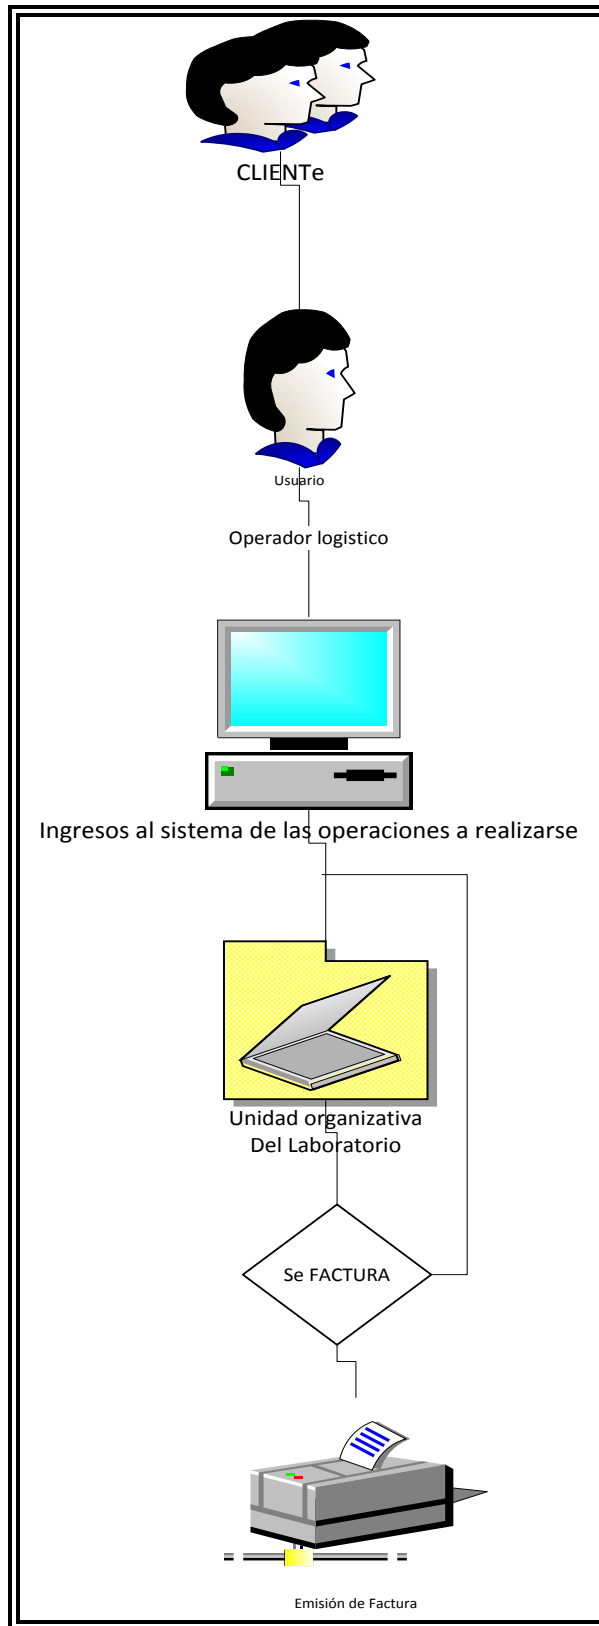 CLIENTe
Usuario
Operador logistico
Ingresos al sistema de las operaciones a realizarse
Unidad organizativa
Del Laboratorio
Se FACTURA
Emisión de Factura